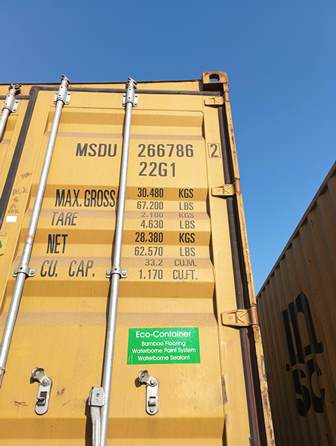 MSDU 266786 2
22G1
MAX.GROSS 30.480 KGS
67.200 LBS
TARE 2.100 KGS
4.630 LBS
NET 28.380 KGS
62.570 LBS
CU. CAP. 33.2 CU.M.
1.170 CU.FT.
Eco-Container
Bamboo Flooring
Waterborne Paint System
Waterborne Sealant
m
sc